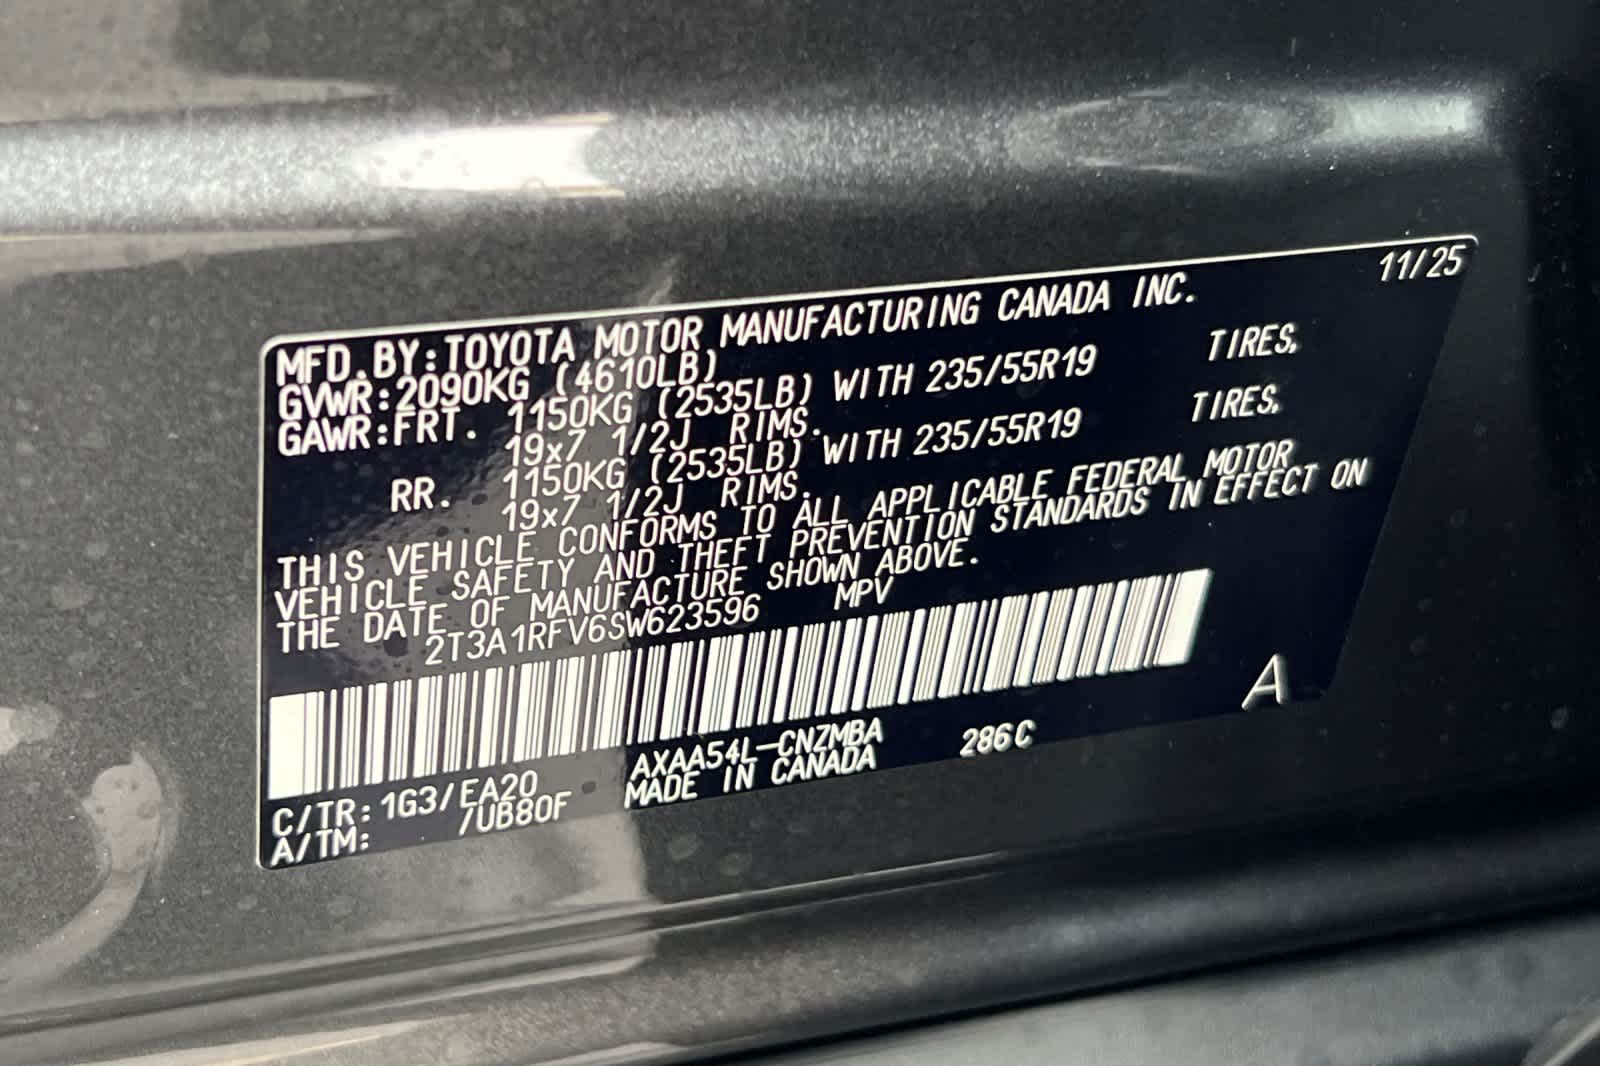 11/25
MFD.BY:TOYOTA MOTOR MANUFACTURING CANADA INC.
GVWR:2090KG (4610LB)
GAWR:FRT. 1150KG (2535LB) WITH 235/55R19 TIRES,
19x7 1/2J RIMS.
RR. 1150KG (2535LB) WITH 235/55R19 TIRES,
19x7 1/2J RIMS.
THIS VEHICLE CONFORMS TO ALL APPLICABLE FEDERAL MOTOR
VEHICLE SAFETY AND THEFT PREVENTION STANDARDS IN EFFECT ON
THE DATE OF MANUFACTURE SHOWN ABOVE.
2T3A1RFV6SW623596 MPV
A
C/TR:1G3/EA20 AXAA54L-CNZMBA 286C
A/TM: /UB80F MADE IN CANADA